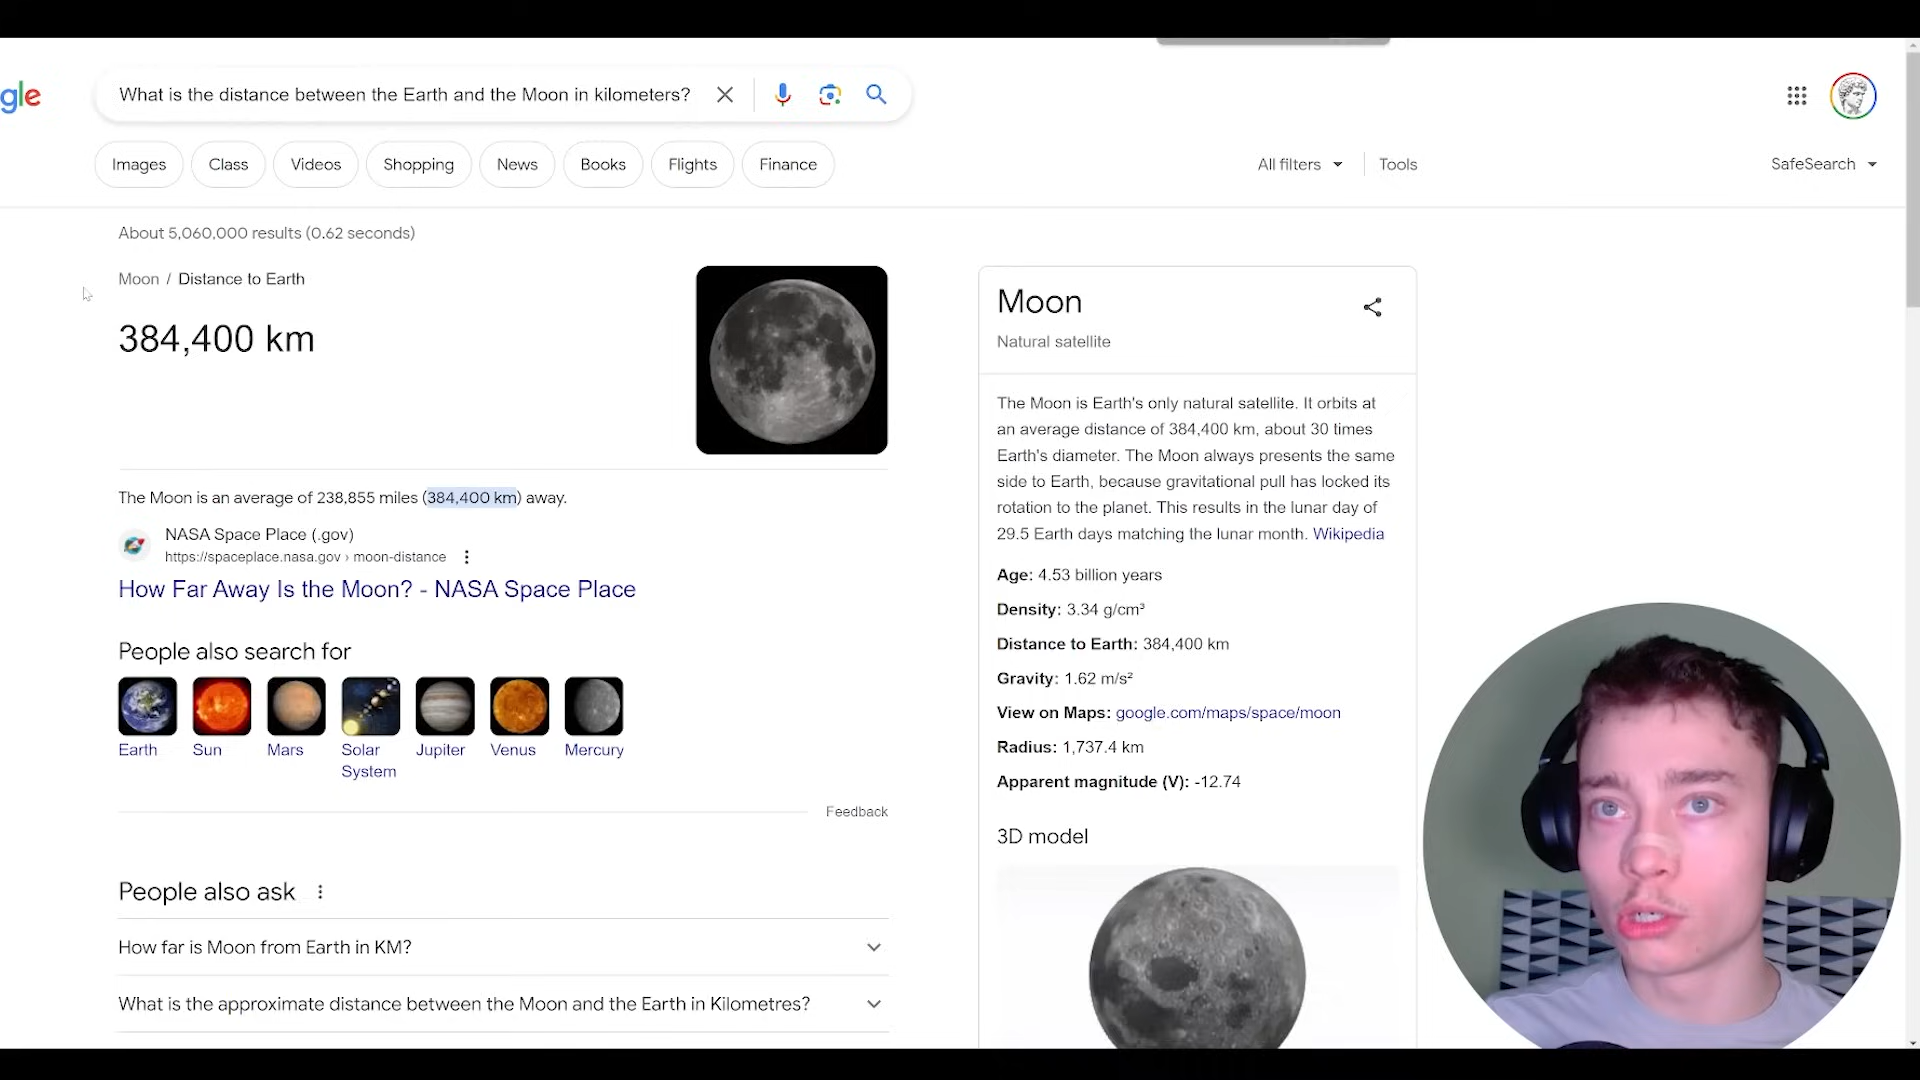 gle
What is the distance between the Earth and the Moon in kilometers?
Images Class Videos Shopping News Books Flights Finance
All filters Tools
SafeSearch
About 5,060,000 results (0.62 seconds)
Moon / Distance to Earth
384,400 km
The Moon is an average of 238,855 miles (384,400 km) away.
NASA Space Place (.gov)
https://spaceplace.nasa.gov › moon-distance
How Far Away Is the Moon? - NASA Space Place
People also search for
Earth Sun Mars Solar Jupiter Venus Mercury
System
Feedback
People also ask
How far is Moon from Earth in KM?
What is the approximate distance between the Moon and the Earth in Kilometres?
Moon
Natural satellite
The Moon is Earth's only natural satellite. It orbits at
an average distance of 384,400 km, about 30 times
Earth's diameter. The Moon always presents the same
side to Earth, because gravitational pull has locked its
rotation to the planet. This results in the lunar day of
29.5 Earth days matching the lunar month. Wikipedia
Age: 4.53 billion years
Density: 3.34 g/cm³
Distance to Earth: 384,400 km
Gravity: 1.62 m/s²
View on Maps: google.com/maps/space/moon
Radius: 1,737.4 km
Apparent magnitude (V): -12.74
3D model